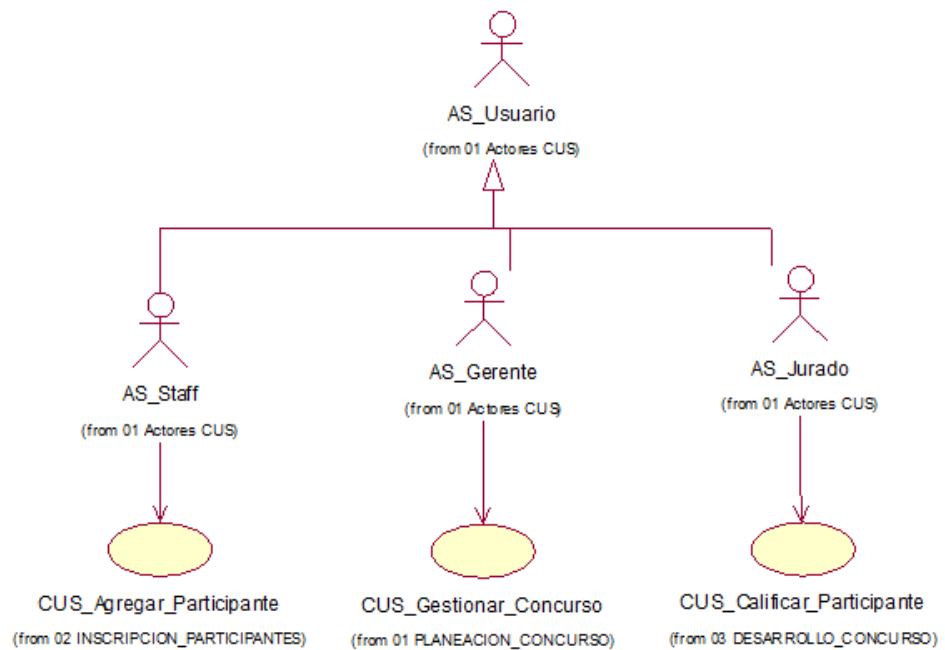 AS_Usuario
(from 01 Actores CUS)
AS_Staff
(from 01 Actores CUS)
AS_Gerente
(from 01 Actores CUS)
AS_Jurado
(from 01 Actores CUS)
CUS_Agregar_Participante
(from 02 INSCRIPCION_PARTICIPANTES)
CUS_Gestionar_Concurso
(from 01 PLANEACION_CONCURSO)
CUS_Calificar_Participante
(from 03 DESARROLLO_CONCURSO)